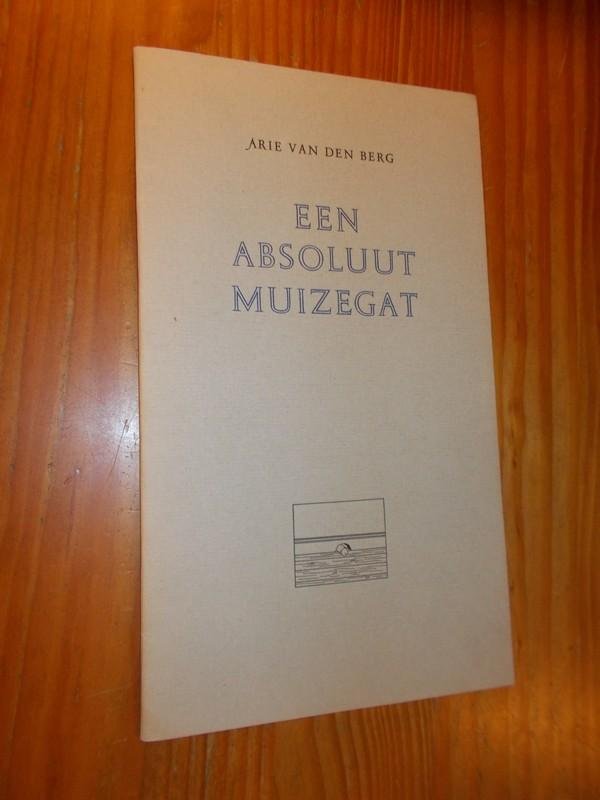 ARIE VAN DEN BERG
EEN
ABSOLUUT
MUIZEGAT